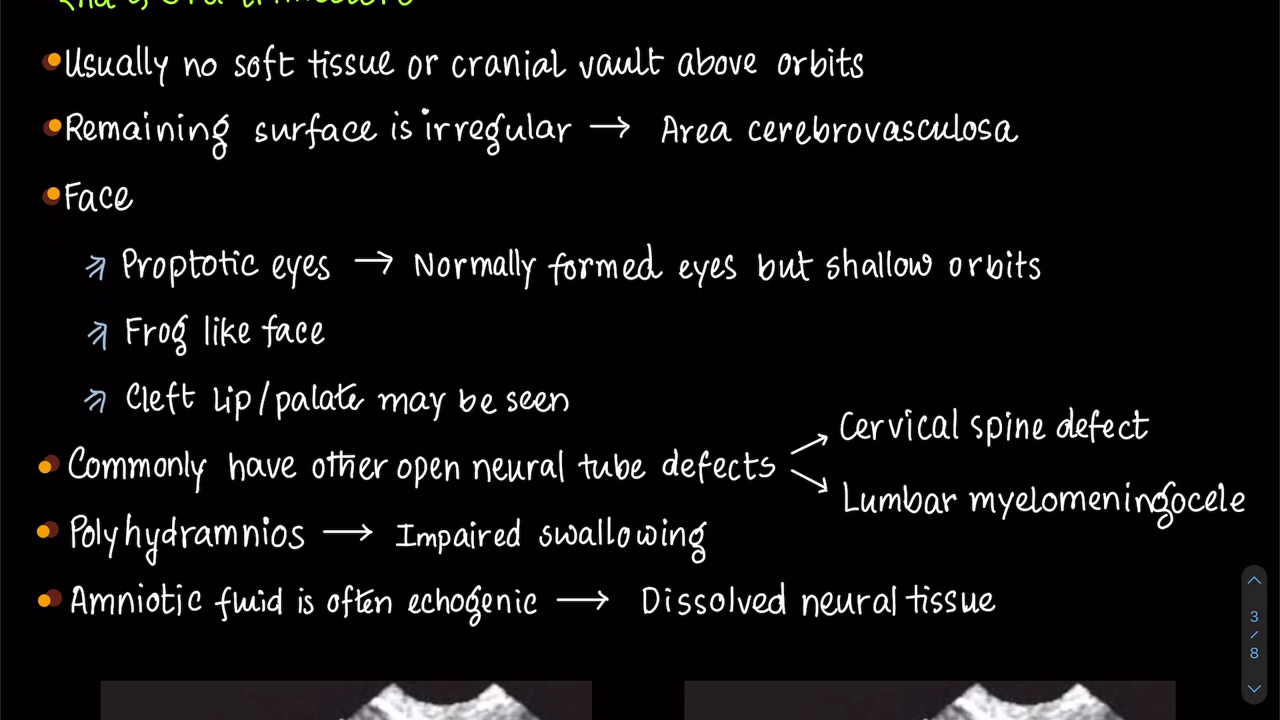 Usually no soft tissue or cranial vault above orbits
Remaining surface is irregular → Area cerebrovasculosa
Face
Proptotic eyes → Normally formed eyes but shallow orbits
Frog like face
Cleft lip/palate may be seen
Commonly have other open neural tube defects
Cervical spine defect
Lumbar myelomeningocele
Polyhydramnios → Impaired swallowing
Amniotic fluid is often echogenic → Dissolved neural tissue
3
/
8